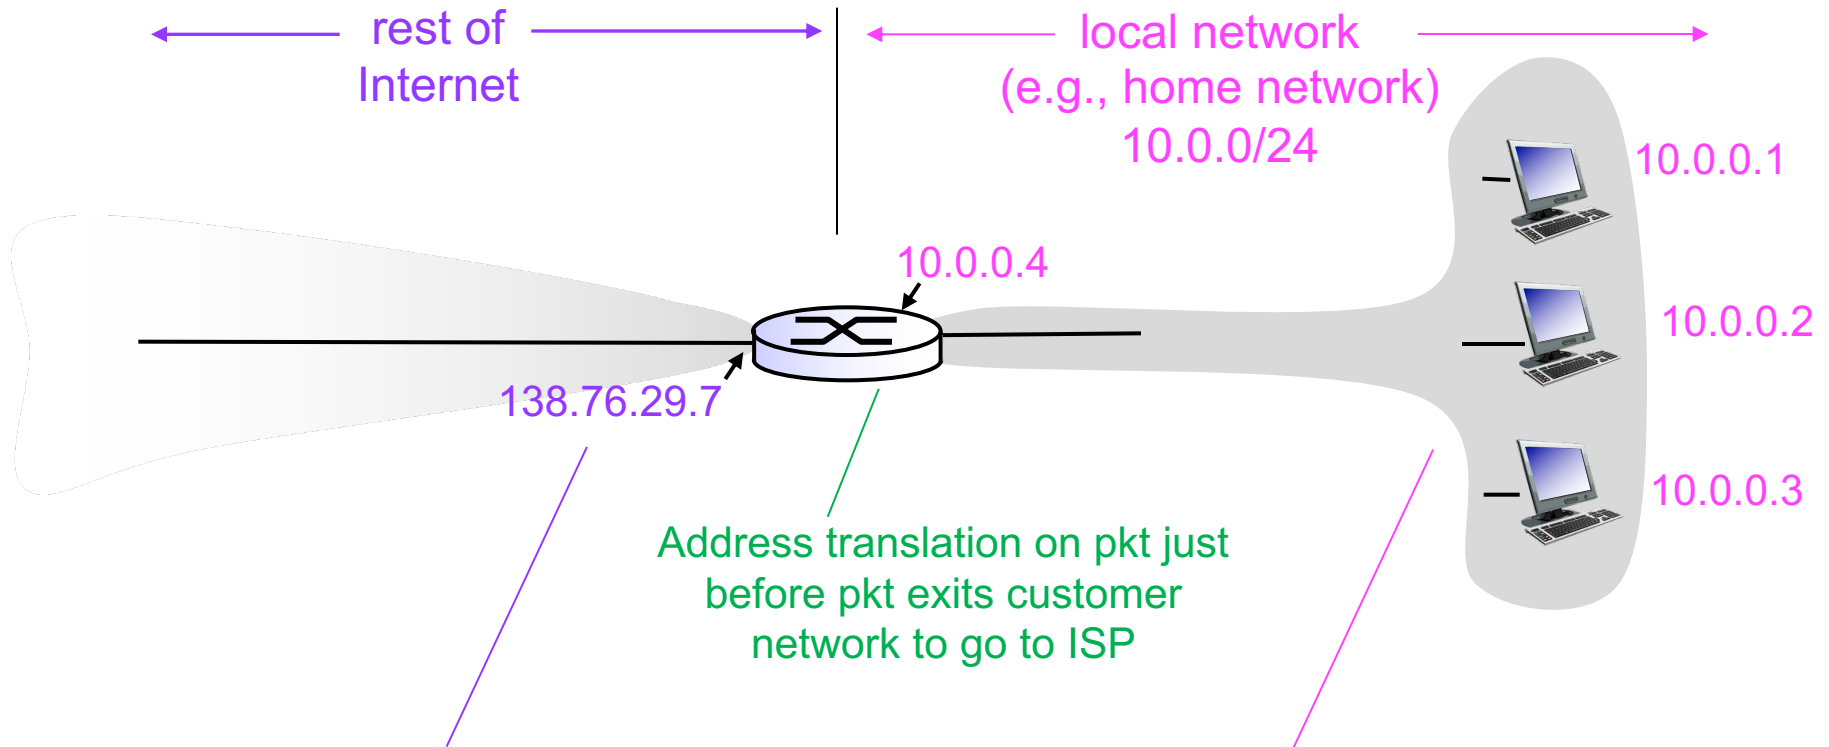 rest of
Internet
local network
(e.g., home network)
10.0.0/24
10.0.0.1
10.0.0.4
10.0.0.2
138.76.29.7
10.0.0.3
Address translation on pkt just
before pkt exits customer
network to go to ISP